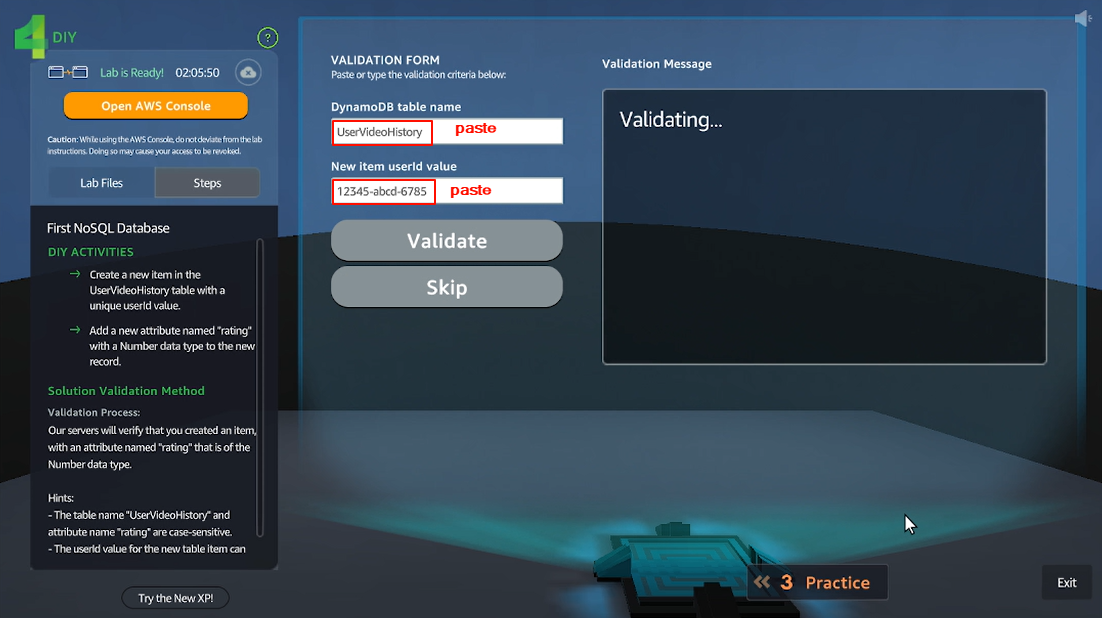 4 DIY
?
Lab is Ready! 02:05:50
Open AWS Console
Caution: While using the AWS Console, do not deviate from the lab
instructions. Doing so may cause your access to be revoked.
Lab Files
Steps
First NoSQL Database
DIY ACTIVITIES
→ Create a new item in the
UserVideoHistory table with a
unique userId value.
→ Add a new attribute named "rating"
with a Number data type to the new
record.
Solution Validation Method
Validation Process:
Our servers will verify that you created an item,
with an attribute named "rating" that is of the
Number data type.
Hints:
- The table name "UserVideoHistory" and
attribute name "rating" are case-sensitive.
- The userId value for the new table item can
Try the New XP!
VALIDATION FORM
Paste or type the validation criteria below:
DynamoDB table name
UserVideoHistory paste
New item userId value
12345-abcd-6785 paste
Validate
Skip
Validation Message
Validating...
3 Practice
Exit